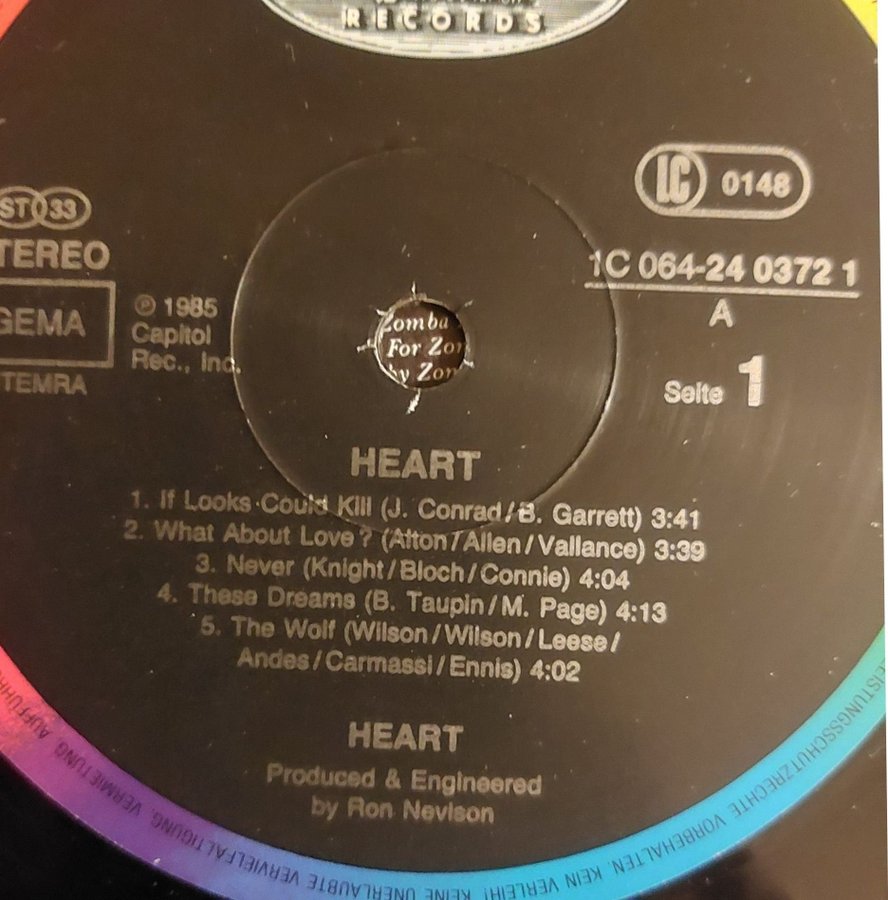 RECORDS
LC 0148
ST 33
TEREO
GEMA
TEMRA
℗ 1985
Capitol
Rec., Inc.
1C 064-24 0372 1
A
Seite 1
Zomba
For Zon
by Zon
HEART
1. If Looks Could Kill (J. Conrad/B. Garrett) 3:41
2. What About Love? (Alton/Allen/Vallance) 3:39
3. Never (Knight/Bloch/Connie) 4:04
4. These Dreams (B. Taupin/M. Page) 4:13
5. The Wolf (Wilson/Wilson/Leese/
Andes/Carmassi/Ennis) 4:02
HEART
Produced & Engineered
by Ron Nevison
LEISTUNGSSCHUTZRECHTE VORBEHALTEN. KEIN VERLEIH! KEINE UNERLAUBTE VERVIELFÄLTIGUNG, VERMIETUNG, AUFFÜHR